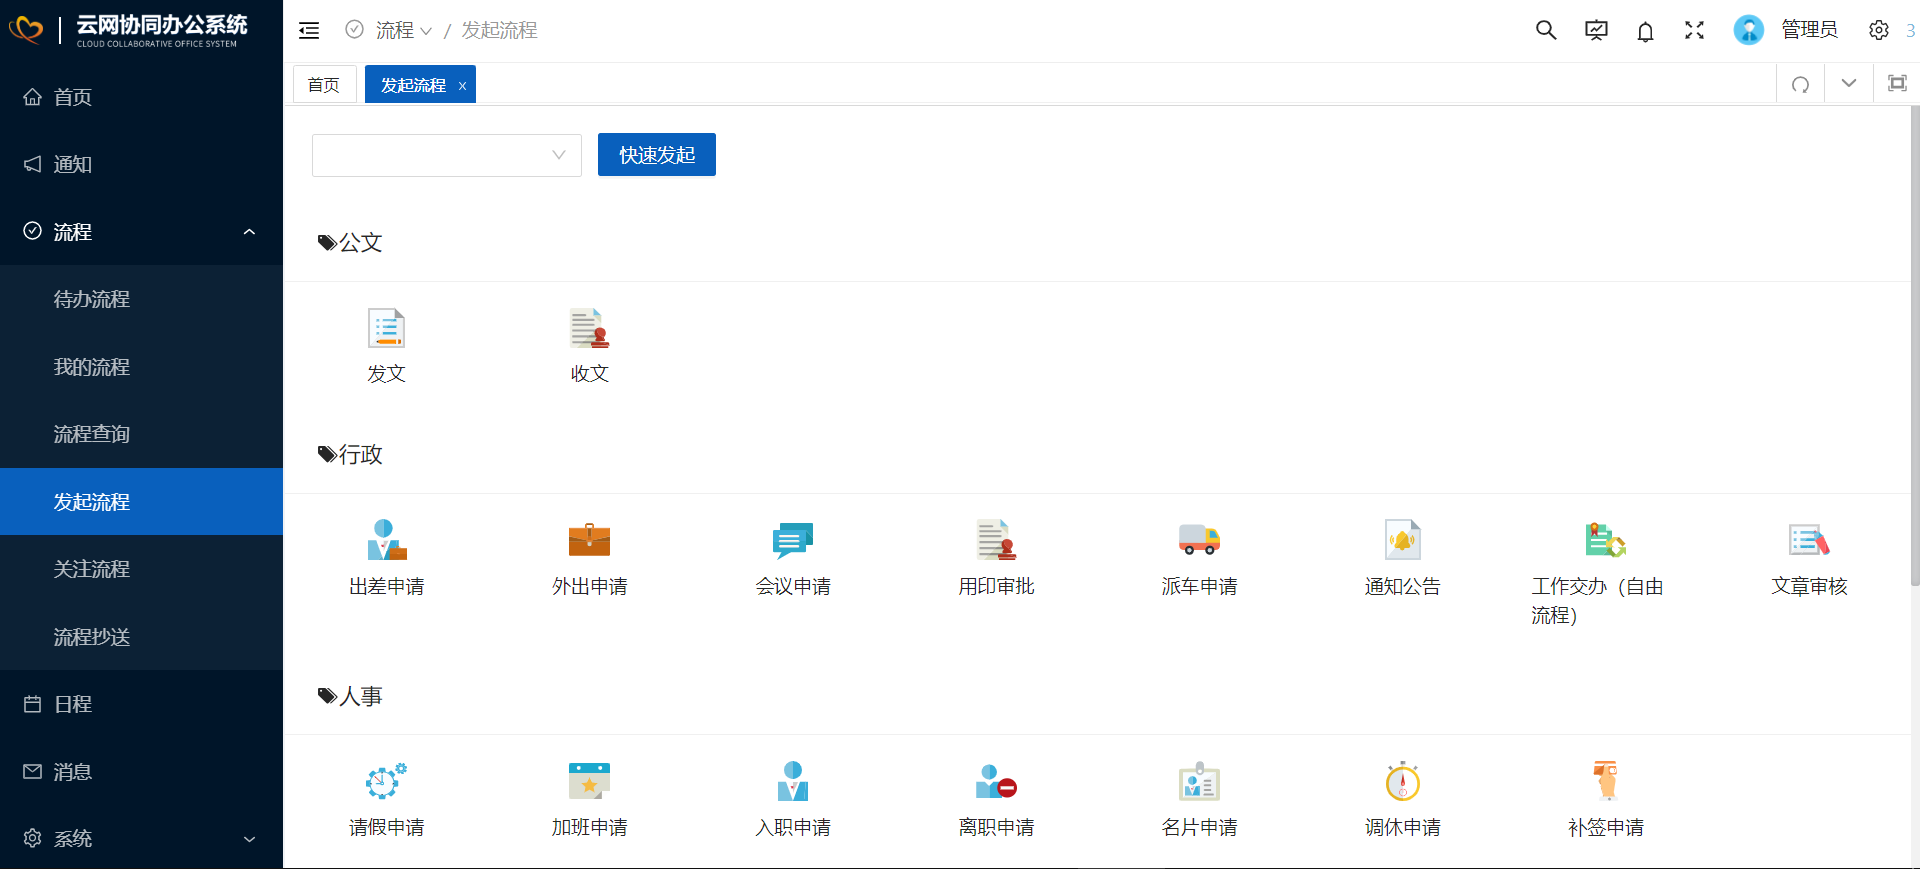 云网协同办公系统
CLOUD COLLABORATIVE OFFICE SYSTEM
流程 / 发起流程
管理员
3
首页
发起流程 x
首页
通知
流程
待办流程
我的流程
流程查询
发起流程
关注流程
流程抄送
日程
消息
系统
快速发起
公文
发文
收文
行政
出差申请
外出申请
会议申请
用印审批
派车申请
通知公告
工作交办（自由
流程）
文章审核
人事
请假申请
加班申请
入职申请
离职申请
名片申请
调休申请
补签申请